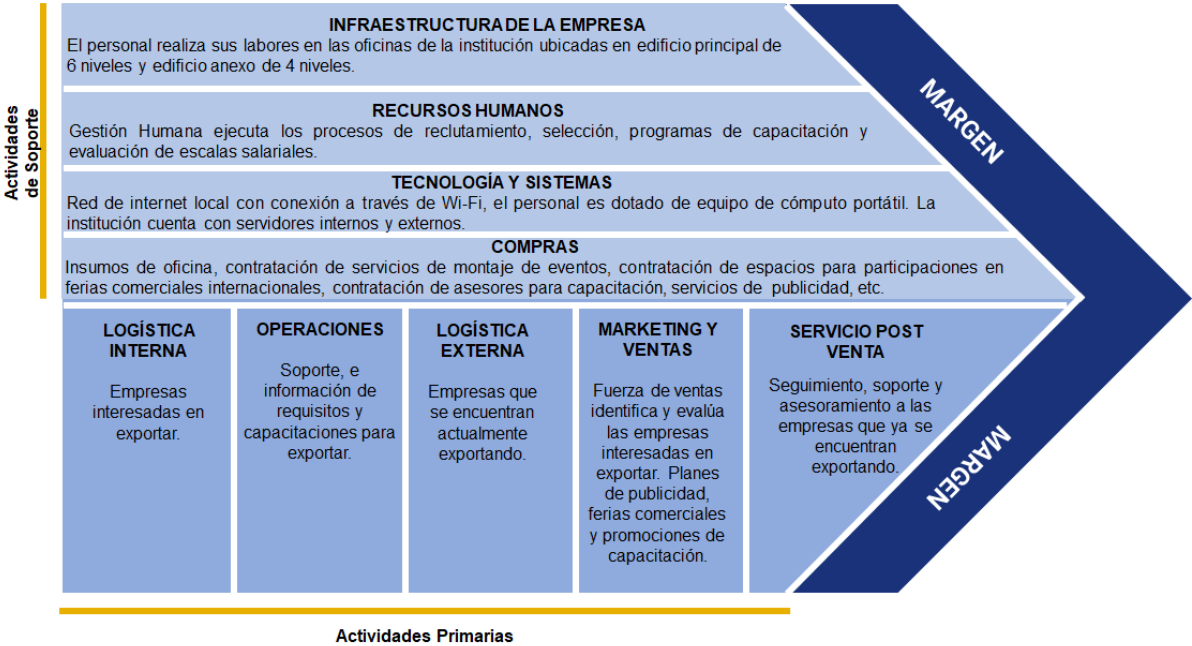 Actividades
de Soporte
INFRAESTRUCTURA DE LA EMPRESA
El personal realiza sus labores en las oficinas de la institución ubicadas en edificio principal de
6 niveles y edificio anexo de 4 niveles.
RECURSOS HUMANOS
Gestión Humana ejecuta los procesos de reclutamiento, selección, programas de capacitación y
evaluación de escalas salariales.
TECNOLOGÍA Y SISTEMAS
Red de internet local con conexión a través de Wi-Fi, el personal es dotado de equipo de cómputo portátil. La
institución cuenta con servidores internos y externos.
COMPRAS
Insumos de oficina, contratación de servicios de montaje de eventos, contratación de espacios para participaciones en
ferias comerciales internacionales, contratación de asesores para capacitación, servicios de publicidad, etc.
MARGEN
LOGÍSTICA
INTERNA
Empresas
interesadas en
exportar.
OPERACIONES
Soporte, e
información de
requisitos y
capacitaciones para
exportar.
LOGÍSTICA
EXTERNA
Empresas que
se encuentran
actualmente
exportando.
MARKETING Y
VENTAS
Fuerza de ventas
identifica y evalúa
las empresas
interesadas en
exportar. Planes
de publicidad,
ferias comerciales
y promociones de
capacitación.
SERVICIO POST
VENTA
Seguimiento, soporte y
asesoramiento a las
empresas que ya se
encuentran
exportando.
MARGEN
Actividades Primarias